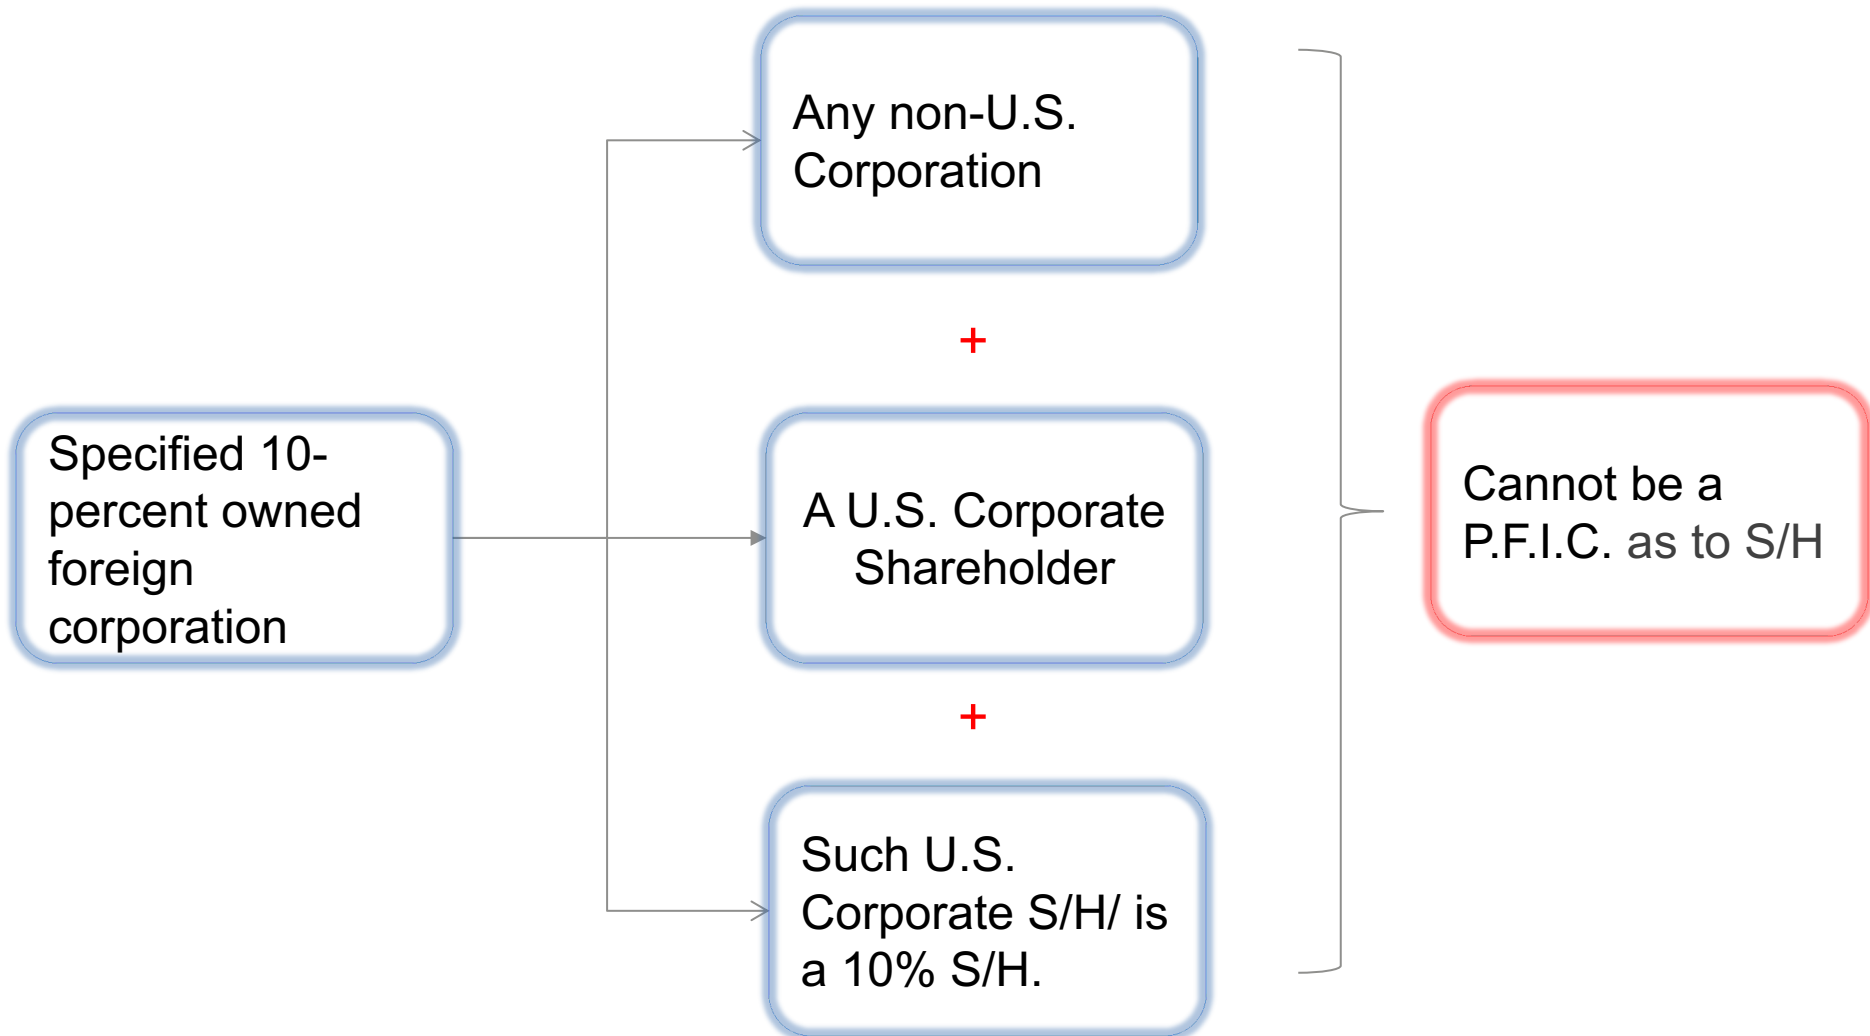 Specified 10-
percent owned
foreign
corporation
Any non-U.S.
Corporation
+
A U.S. Corporate
Shareholder
+
Such U.S.
Corporate S/H/ is
a 10% S/H.
Cannot be a
P.F.I.C. as to S/H